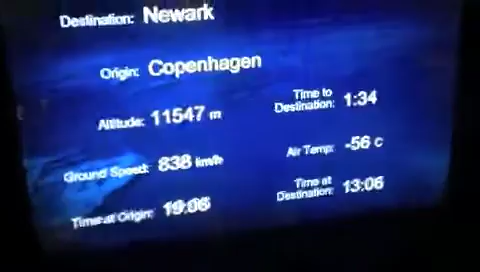 Destination: Newark
Origin: Copenhagen
Altitude: 11547 m
Time to Destination: 1:34
Ground Speed: 838 km/h
Air Temp: -56 c
Time at Origin: 19:06
Time at Destination: 13:06